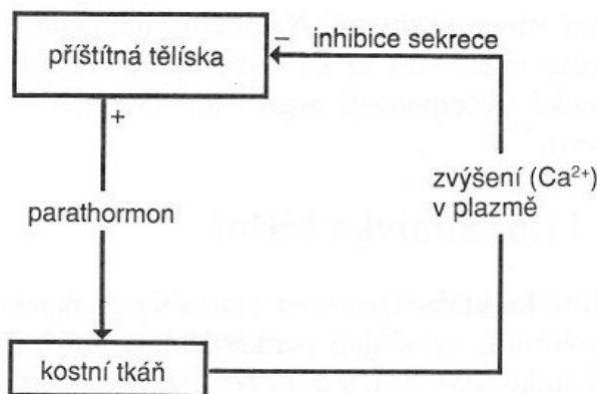 příštítná tělíska
– inhibice sekrece
+
parathormon
zvýšení (Ca²⁺)
v plazmě
kostní tkáň